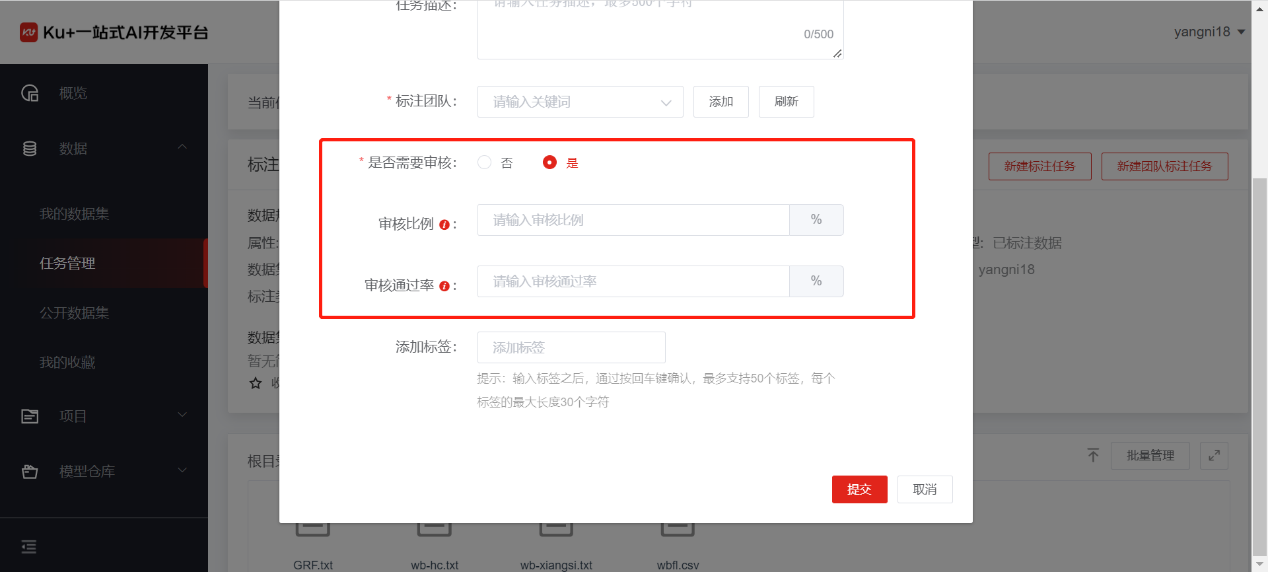 Ku+一站式AI开发平台
yangni18
概览
数据
我的数据集
任务管理
公开数据集
我的收藏
项目
模型仓库
任务描述：
请输入任务描述，最多500个字符
0/500
* 标注团队：
请输入关键词
添加
刷新
* 是否需要审核：
否
是
审核比例 ：
请输入审核比例
%
审核通过率 ：
请输入审核通过率
%
添加标签：
添加标签
提示：输入标签之后，通过按回车键确认，最多支持50个标签，每个
标签的最大长度30个字符
提交
取消
当前
标注
新建标注任务
新建团队标注任务
数据
属性:
：已标注数据
数据集
yangni18
标注
数据集
暂无
收
根目
批量管理
GRF.txt
wb-hc.txt
wb-xiangsi.txt
wbfl.csv